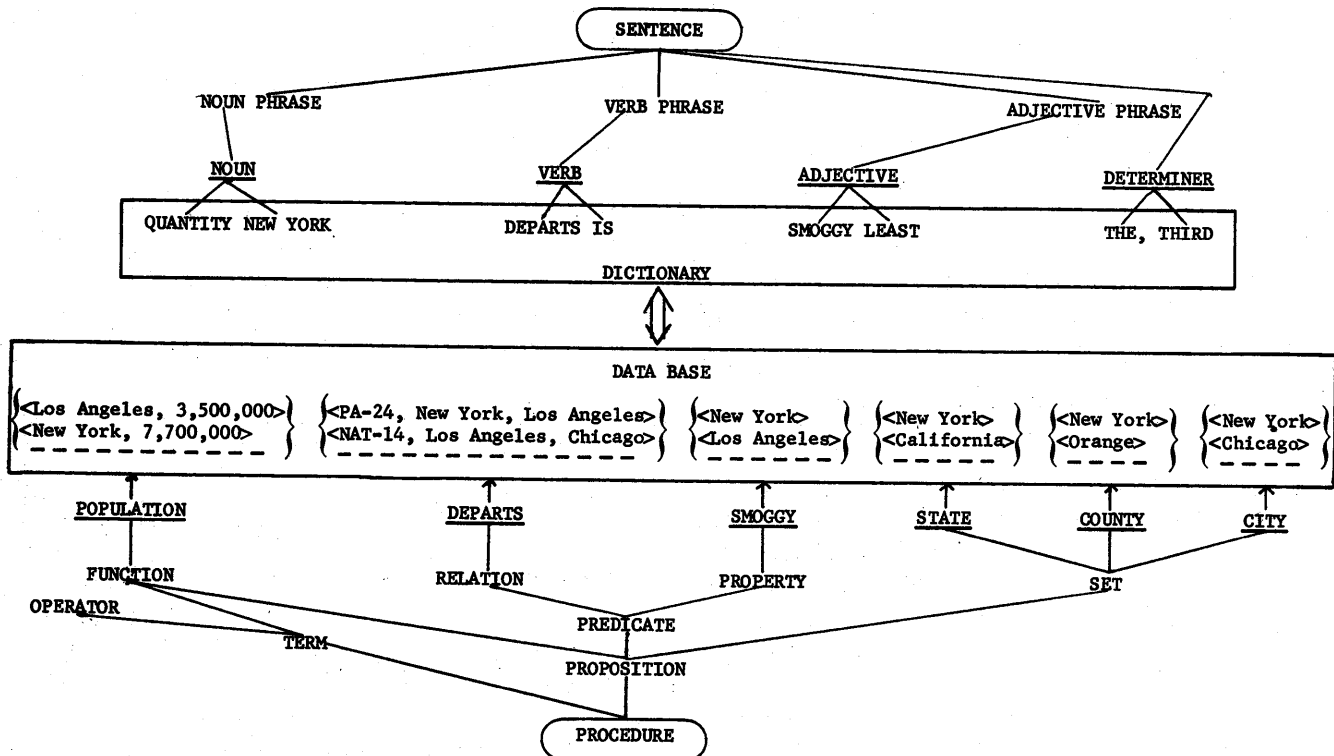 SENTENCE
NOUN PHRASE
VERB PHRASE
ADJECTIVE PHRASE
NOUN
VERB
ADJECTIVE
DETERMINER
QUANTITY NEW YORK
DEPARTS IS
SMOGGY LEAST
THE, THIRD
DICTIONARY
DATA BASE
<Los Angeles, 3,500,000>
<New York, 7,700,000>
<PA-24, New York, Los Angeles>
<NAT-14, Los Angeles, Chicago>
<New York>
<Los Angeles>
<New York>
<California>
<New York>
<Orange>
<New York>
<Chicago>
POPULATION
DEPARTS
SMOGGY
STATE
COUNTY
CITY
FUNCTION
RELATION
PROPERTY
SET
OPERATOR
PREDICATE
TERM
PROPOSITION
PROCEDURE